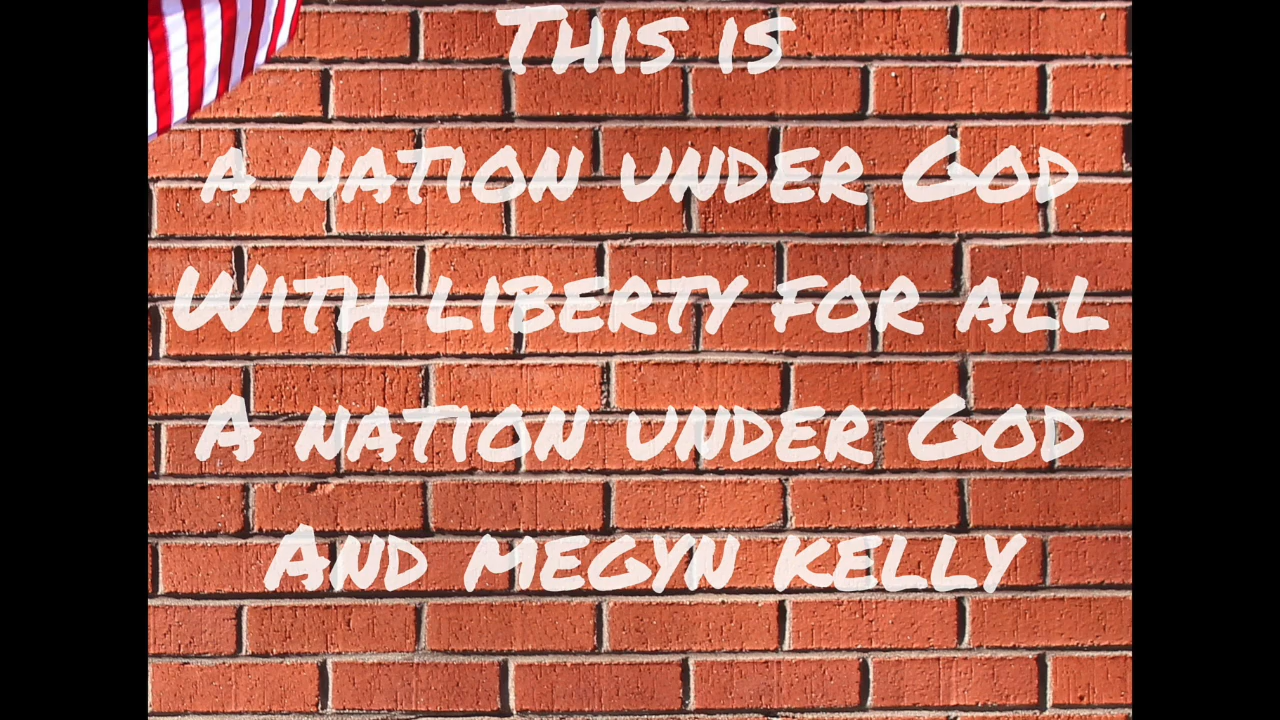 This is
a nation under God
With liberty for all
A nation under God
And megyn kelly